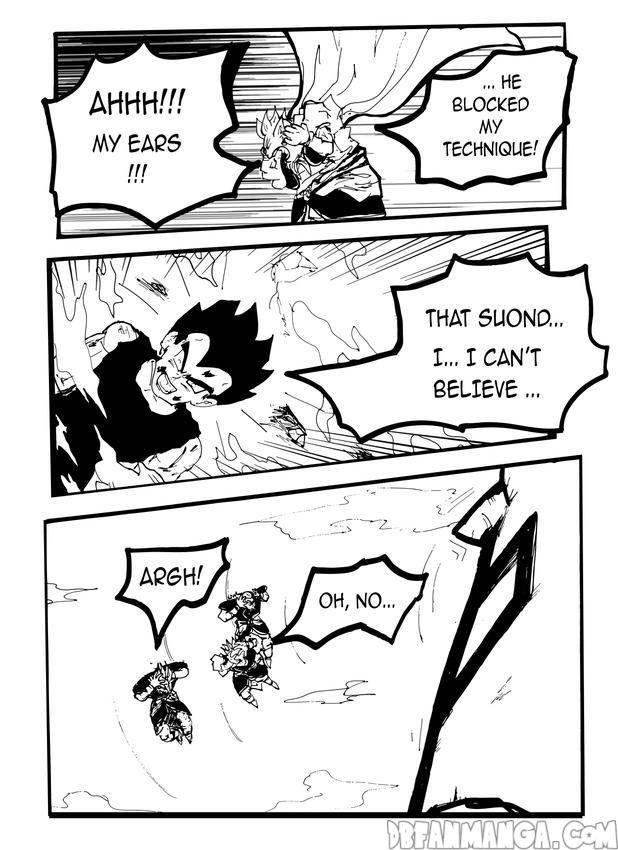 AHHH!!!
MY EARS
!!!
... HE
BLOCKED
MY
TECHNIQUE!
THAT SUOND...
I... I CAN'T
BELIEVE ...
ARGH!
OH, NO...
DBFANMANGA.COM